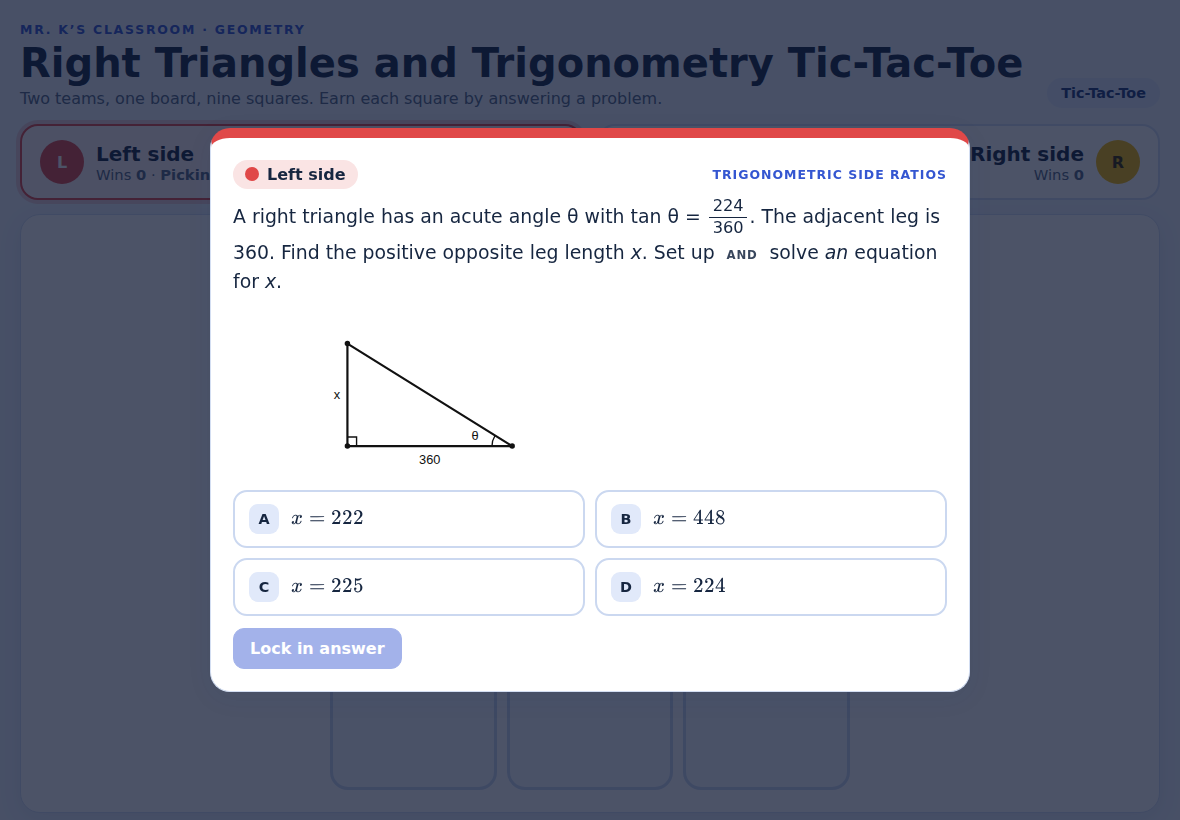 MR. K’S CLASSROOM · GEOMETRY
Right Triangles and Trigonometry Tic-Tac-Toe
Two teams, one board, nine squares. Earn each square by answering a problem.
Tic-Tac-Toe
L
Left side
Wins 0 · Pickin
Right side
Wins 0
R
Left side
TRIGONOMETRIC SIDE RATIOS
A right triangle has an acute angle θ with tan θ = 224/360. The adjacent leg is
360. Find the positive opposite leg length x. Set up AND solve an equation
for x.
x
θ
360
A x = 222
B x = 448
C x = 225
D x = 224
Lock in answer